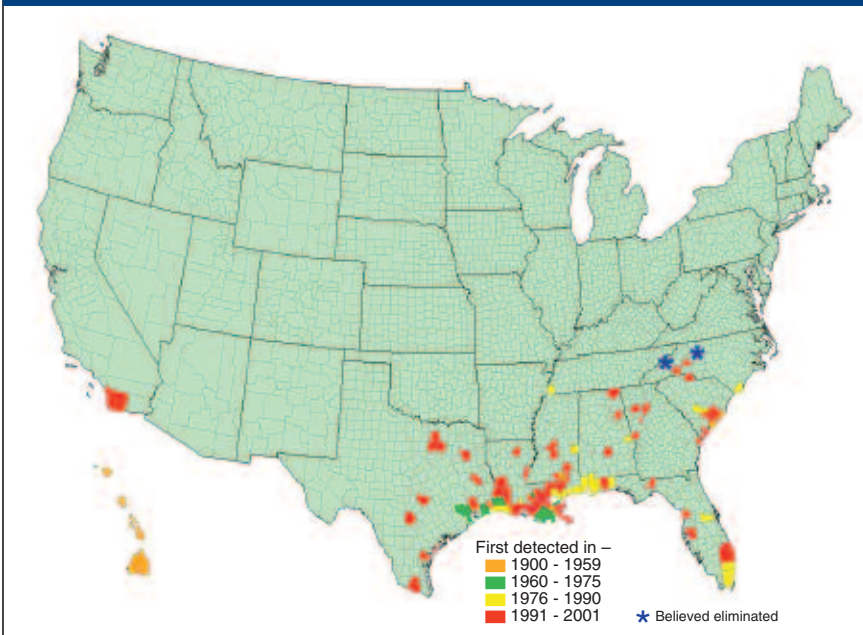 First detected in –
1900 - 1959
1960 - 1975
1976 - 1990
1991 - 2001
* Believed eliminated